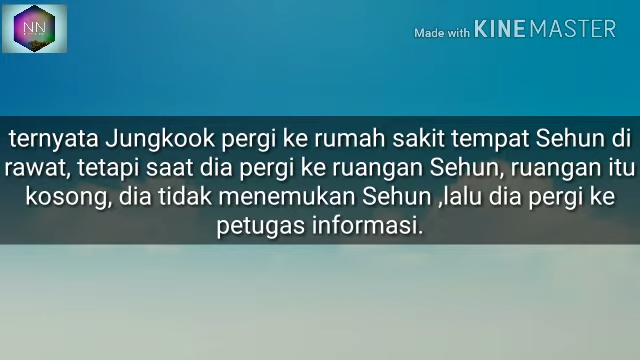 NN
Made with KINEMASTER
ternyata Jungkook pergi ke rumah sakit tempat Sehun di
rawat, tetapi saat dia pergi ke ruangan Sehun, ruangan itu
kosong, dia tidak menemukan Sehun ,lalu dia pergi ke
petugas informasi.